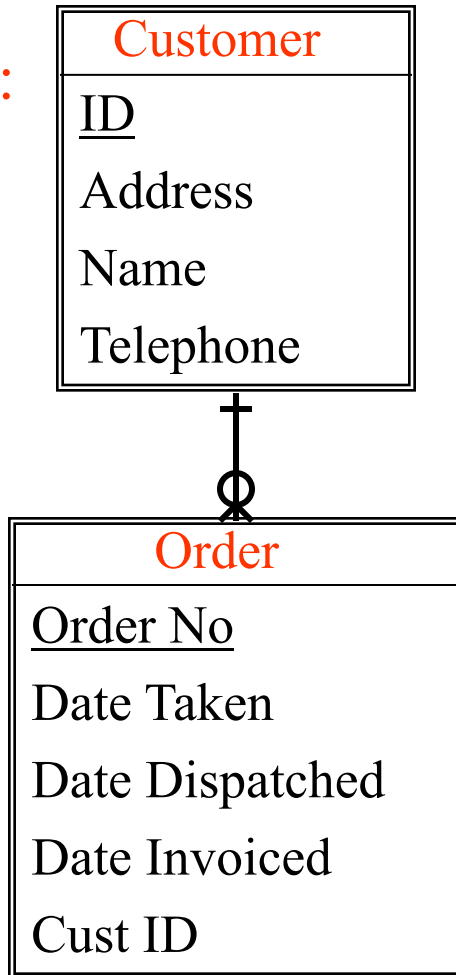 Customer
:
ID
Address
Name
Telephone
Order
Order No
Date Taken
Date Dispatched
Date Invoiced
Cust ID